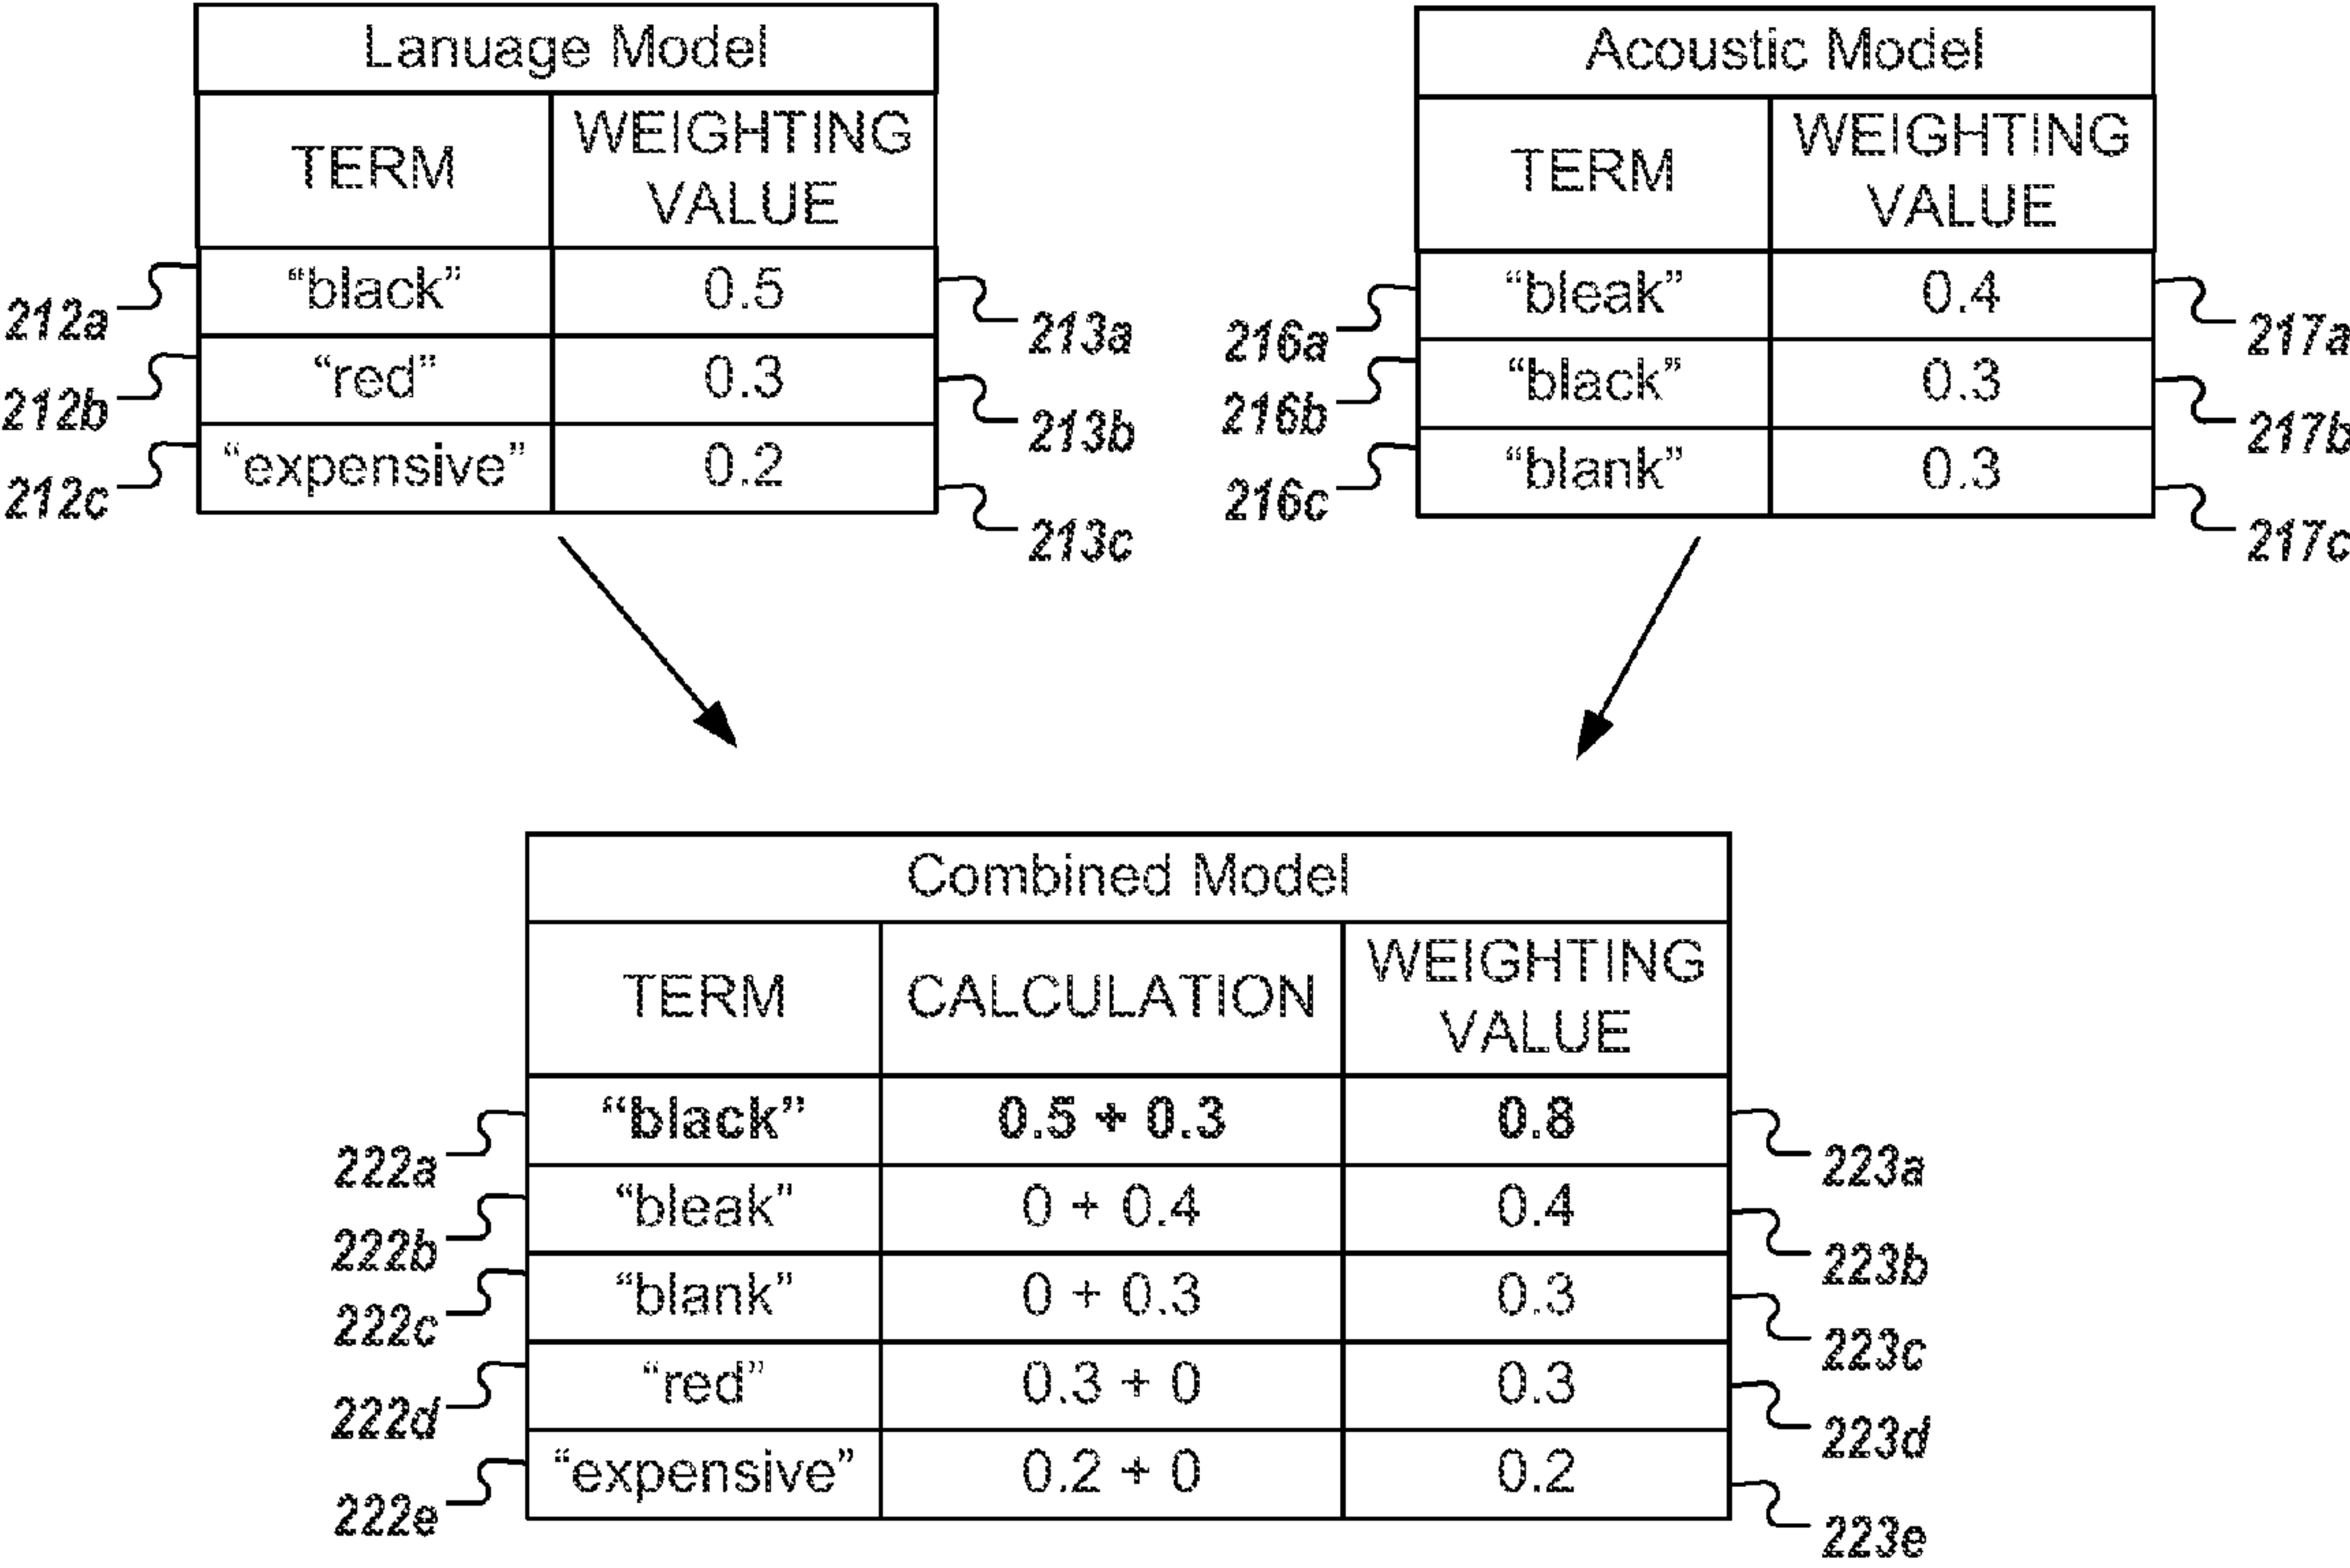 Lanuage Model
TERM WEIGHTING VALUE
212a "black" 0.5 213a
212b "red" 0.3 213b
212c "expensive" 0.2 213c
Acoustic Model
TERM WEIGHTING VALUE
216a "bleak" 0.4 217a
216b "black" 0.3 217b
216c "blank" 0.3 217c
Combined Model
TERM CALCULATION WEIGHTING VALUE
222a "black" 0.5 + 0.3 0.8 223a
222b "bleak" 0 + 0.4 0.4 223b
222c "blank" 0 + 0.3 0.3 223c
222d "red" 0.3 + 0 0.3 223d
222e "expensive" 0.2 + 0 0.2 223e